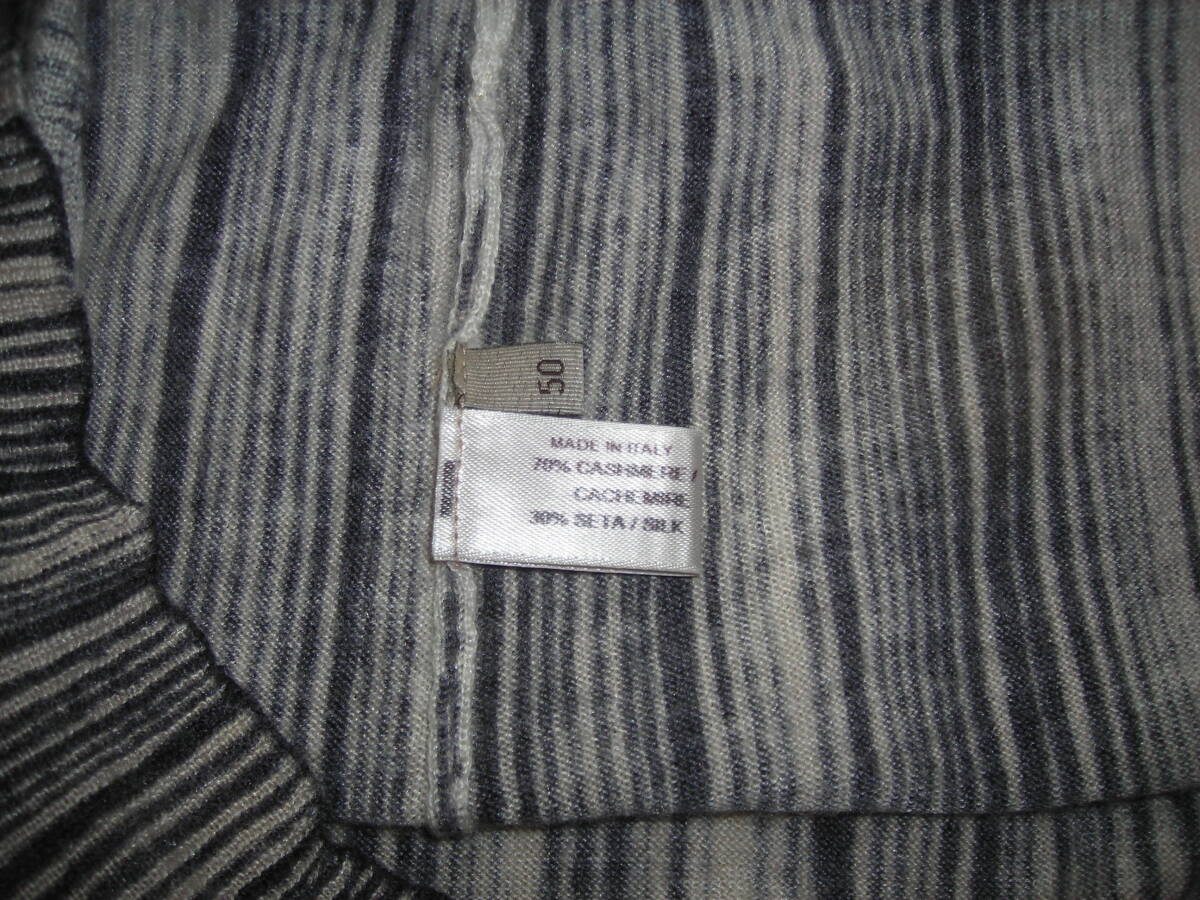 50
MADE IN ITALY
70% CASHMERE /
CACHEMIRE
30% SETA / SILK